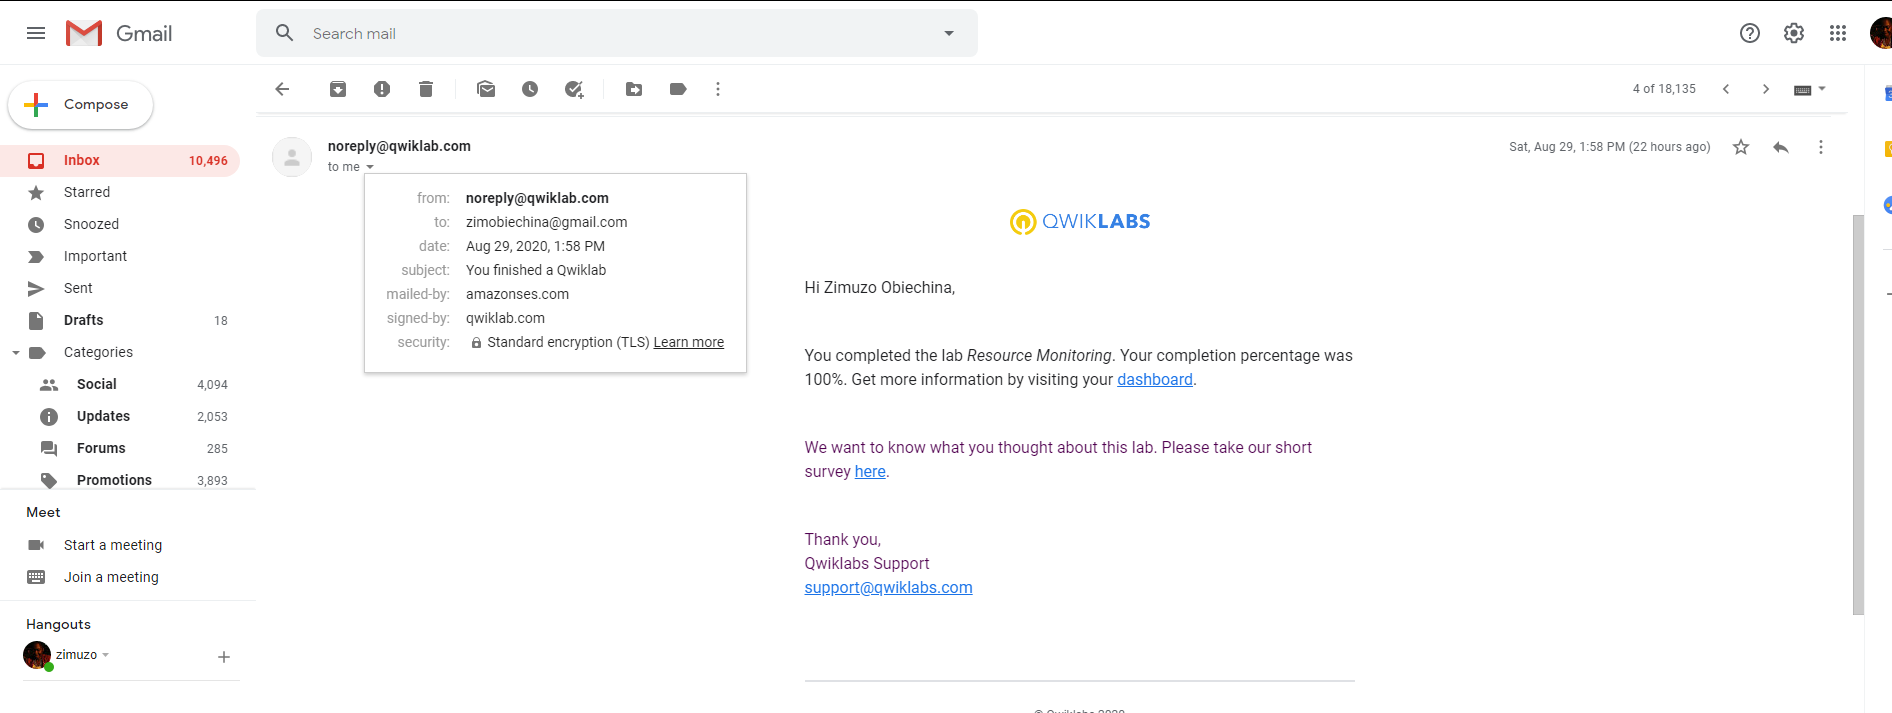 Gmail
Search mail
Compose
4 of 18,135
Inbox 10,496
Starred
Snoozed
Important
Sent
Drafts 18
Categories
Social 4,094
Updates 2,053
Forums 285
Promotions 3,893
Meet
Start a meeting
Join a meeting
Hangouts
zimuzo
noreply@qwiklab.com
to me
Sat, Aug 29, 1:58 PM (22 hours ago)
from: noreply@qwiklab.com
to: zimobiechina@gmail.com
date: Aug 29, 2020, 1:58 PM
subject: You finished a Qwiklab
mailed-by: amazonses.com
signed-by: qwiklab.com
security: Standard encryption (TLS) Learn more
QWIKLABS
Hi Zimuzo Obiechina,
You completed the lab Resource Monitoring. Your completion percentage was
100%. Get more information by visiting your dashboard.
We want to know what you thought about this lab. Please take our short
survey here.
Thank you,
Qwiklabs Support
support@qwiklabs.com
© Qwiklabs 2020